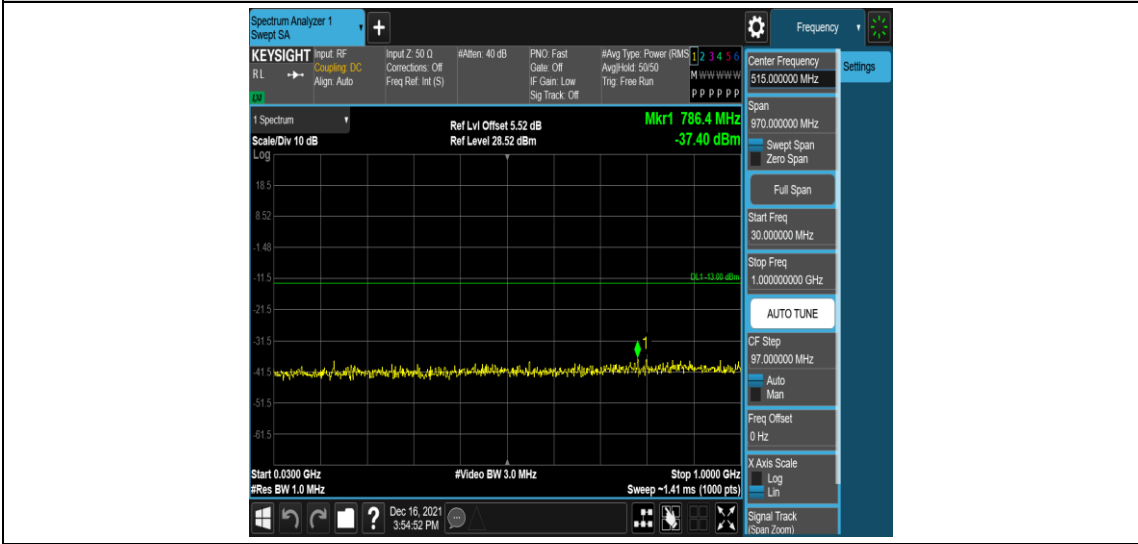 Spectrum Analyzer 1
Swept SA
+
Frequency
KEYSIGHT
RL
Input: RF
Coupling: DC
Align: Auto
Input Z: 50 Ω
Corrections: Off
Freq Ref: Int (S)
#Atten: 40 dB
PNO: Fast
Gate: Off
IF Gain: Low
Sig Track: Off
#Avg Type: Power (RMS
Avg|Hold: 50/50
Trig: Free Run
1 2 3 4 5 6
M W W W W W
P P P P P P
Center Frequency
515.000000 MHz
Settings
1 Spectrum
Scale/Div 10 dB
Log
Ref Lvl Offset 5.52 dB
Ref Level 28.52 dBm
Mkr1 786.4 MHz
-37.40 dBm
18.5
8.52
-1.48
-11.5
-21.5
-31.5
-41.5
-51.5
-61.5
DL1 -13.00 dBm
1
Start 0.0300 GHz
#Res BW 1.0 MHz
#Video BW 3.0 MHz
Stop 1.0000 GHz
Sweep ~1.41 ms (1000 pts)
Span
970.000000 MHz
Swept Span
Zero Span
Full Span
Start Freq
30.000000 MHz
Stop Freq
1.000000000 GHz
AUTO TUNE
CF Step
97.000000 MHz
Auto
Man
Freq Offset
0 Hz
X Axis Scale
Log
Lin
Signal Track
(Span Zoom)
?
Dec 16, 2021
3:54:52 PM